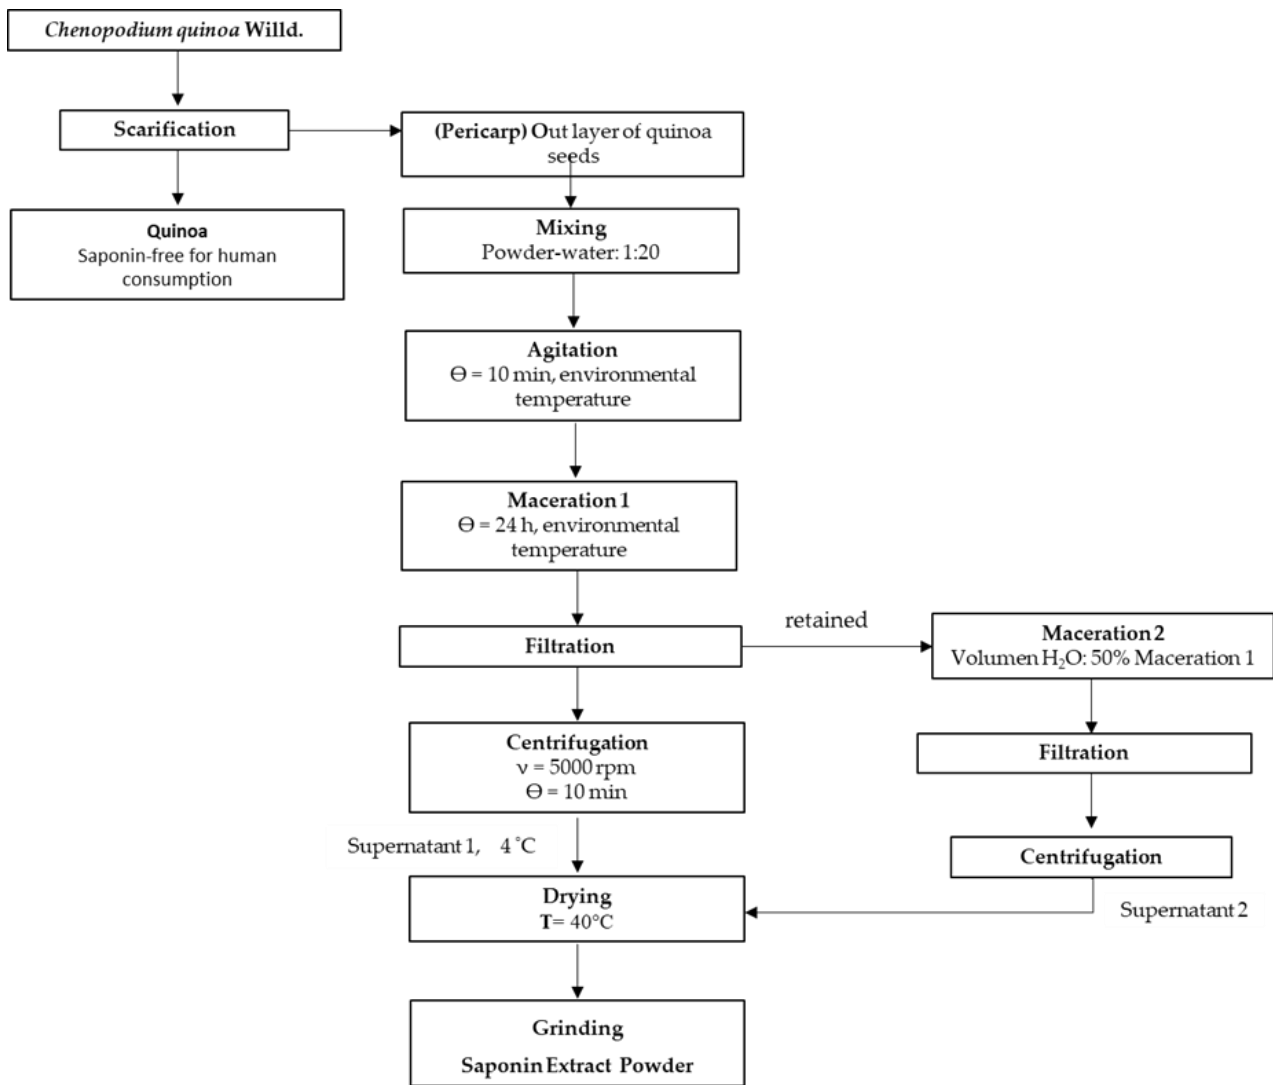 Chenopodium quinoa Willd.
Scarification
(Pericarp) Out layer of quinoa
seeds
Quinoa
Saponin-free for human
consumption
Mixing
Powder-water: 1:20
Agitation
Ɵ = 10 min, environmental
temperature
Maceration 1
Ɵ = 24 h, environmental
temperature
Filtration
retained
Maceration 2
Volumen H₂O: 50% Maceration 1
Filtration
Centrifugation
ν = 5000 rpm
Ɵ = 10 min
Centrifugation
Supernatant 1, 4 °C
Supernatant 2
Drying
T= 40°C
Grinding
Saponin Extract Powder